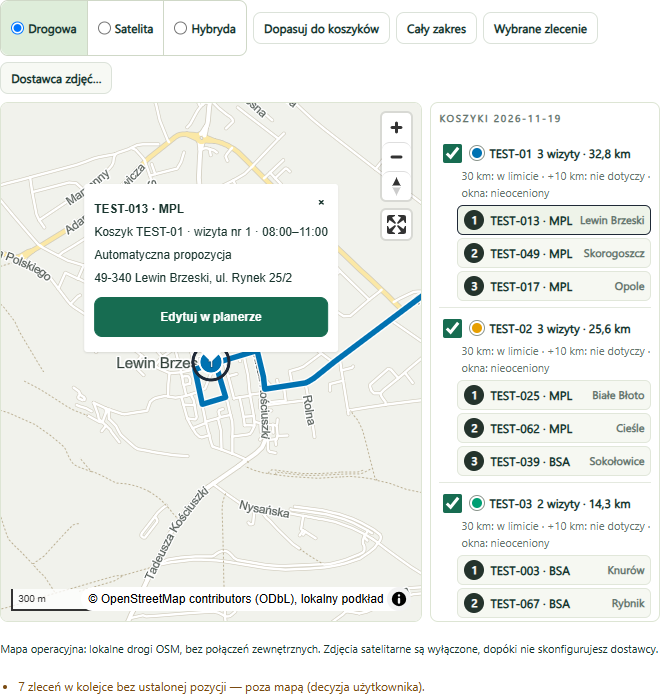 Drogowa
Satelita
Hybryda
Dopasuj do koszyków
Cały zakres
Wybrane zlecenie
Dostawca zdjęć...
Marjanny
Polskiego
TEST-013 · MPL
×
Koszyk TEST-01 · wizyta nr 1 · 08:00–11:00
Automatyczna propozycja
49-340 Lewin Brzeski, ul. Rynek 25/2
Edytuj w planerze
Lewin Brzes
Rolna
Nysańska
Tadeusza Kościuszki
300 m
© OpenStreetMap contributors (ODbL), lokalny podkład
KOSZYKI 2026-11-19
TEST-01 3 wizyty · 32,8 km
30 km: w limicie · +10 km: nie dotyczy ·
okna: nieoceniony
1 TEST-013 · MPL Lewin Brzeski
2 TEST-049 · MPL Skorogoszcz
3 TEST-017 · MPL Opole
TEST-02 3 wizyty · 25,6 km
30 km: w limicie · +10 km: nie dotyczy ·
okna: nieoceniony
1 TEST-025 · MPL Białe Błoto
2 TEST-062 · MPL Cieśle
3 TEST-039 · BSA Sokołowice
TEST-03 2 wizyty · 14,3 km
30 km: w limicie · +10 km: nie dotyczy ·
okna: nieoceniony
1 TEST-003 · BSA Knurów
2 TEST-067 · BSA Rybnik
Mapa operacyjna: lokalne drogi OSM, bez połączeń zewnętrznych. Zdjęcia satelitarne są wyłączone, dopóki nie skonfigurujesz dostawcy.
• 7 zleceń w kolejce bez ustalonej pozycji — poza mapą (decyzja użytkownika).